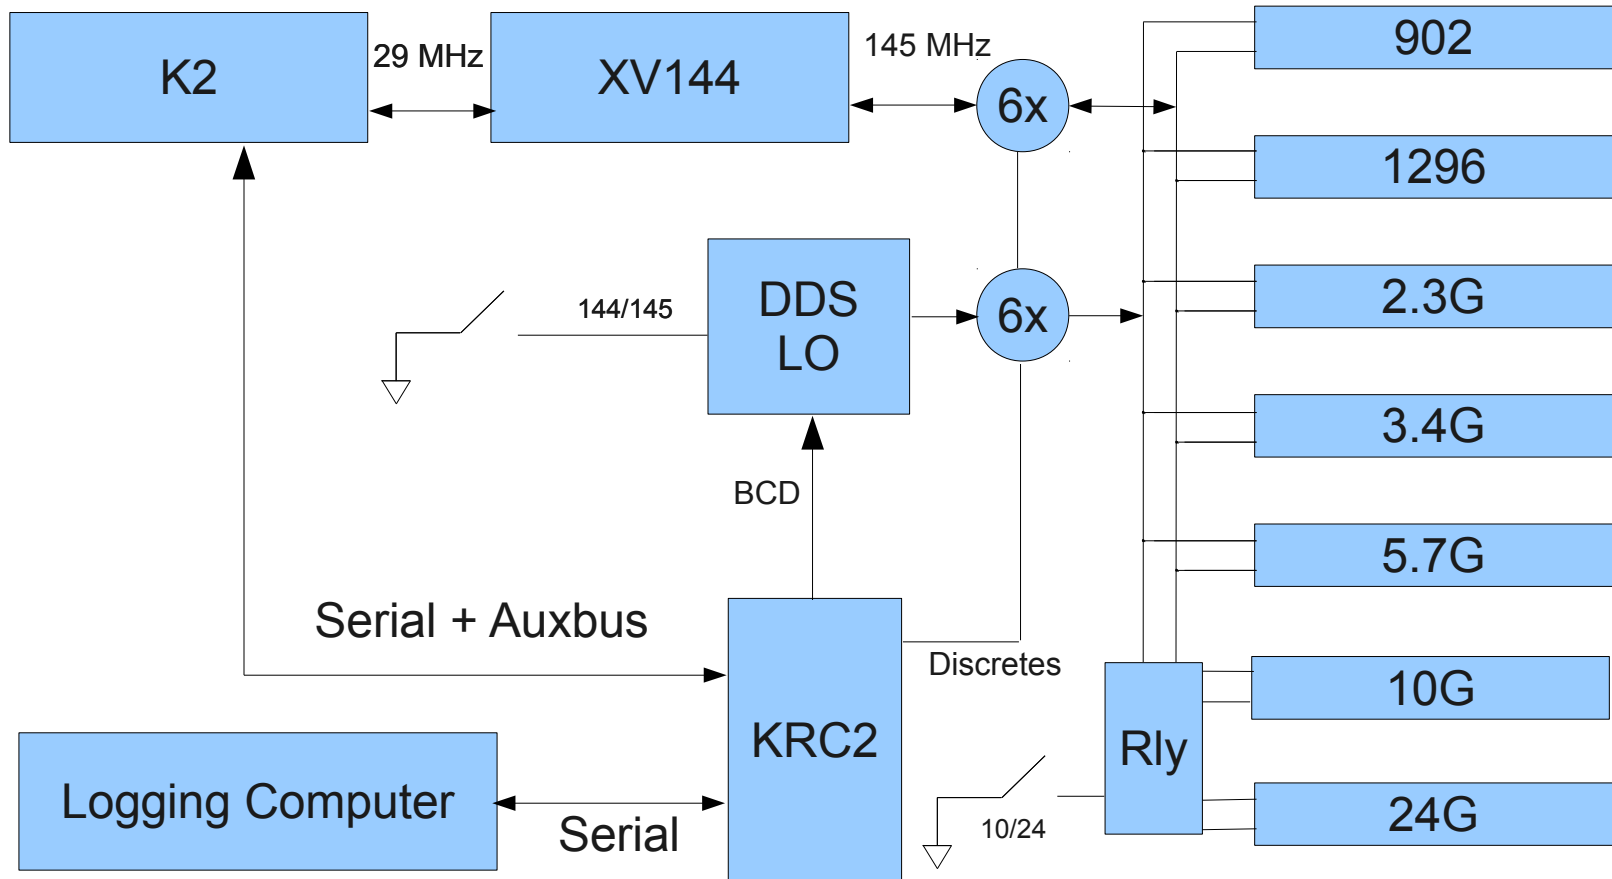 K2
29 MHz
XV144
145 MHz
6x
902
1296
144/145
DDS
LO
6x
2.3G
3.4G
BCD
5.7G
Serial + Auxbus
Discretes
10G
KRC2
Rly
Logging Computer
Serial
10/24
24G